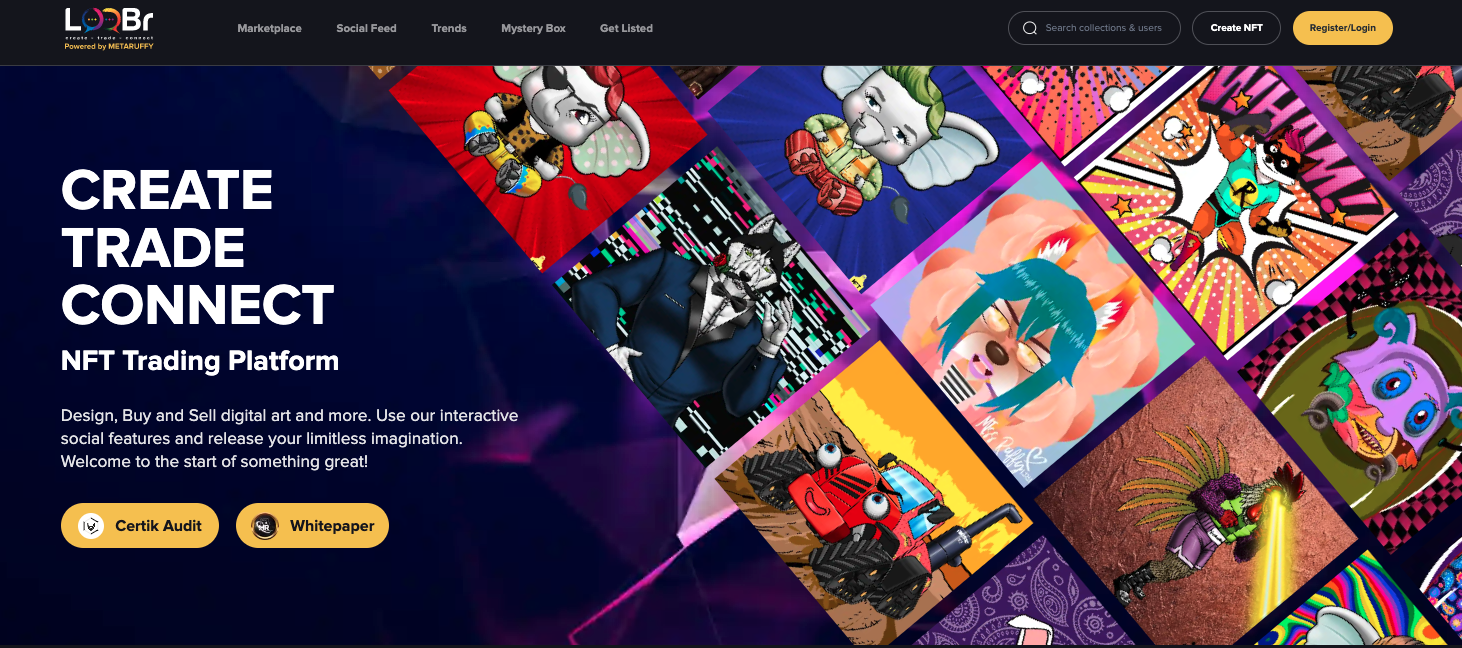 LOOBr
create - trade - connect
Powered by METARUFFY
Marketplace
Social Feed
Trends
Mystery Box
Get Listed
Search collections & users
Create NFT
Register/Login
CREATE
TRADE
CONNECT
NFT Trading Platform
Design, Buy and Sell digital art and more. Use our interactive
social features and release your limitless imagination.
Welcome to the start of something great!
Certik Audit
Whitepaper
WHAM!
R